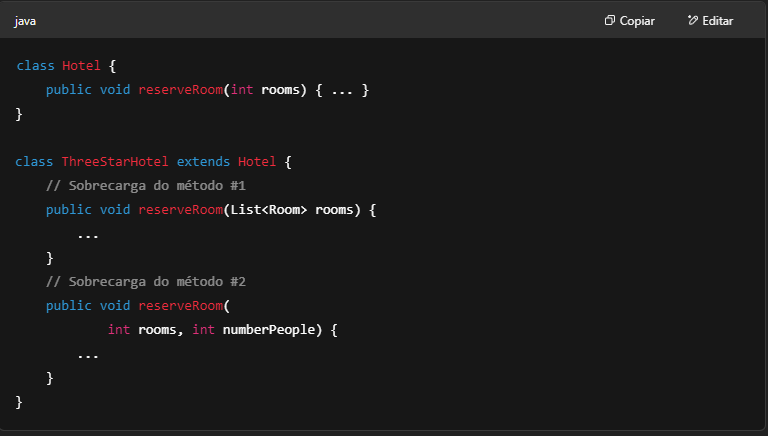 java
Copiar
Editar
class Hotel {
    public void reserveRoom(int rooms) { ... }
}

class ThreeStarHotel extends Hotel {
    // Sobrecarga do método #1
    public void reserveRoom(List<Room> rooms) {
        ...
    }
    // Sobrecarga do método #2
    public void reserveRoom(
            int rooms, int numberPeople) {
        ...
    }
}